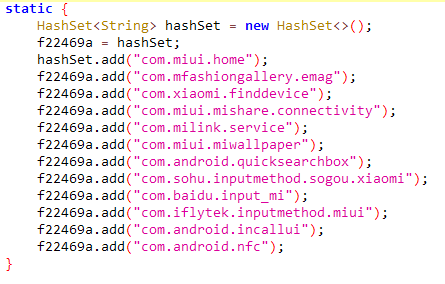 static {
HashSet<String> hashSet = new HashSet<>();
f22469a = hashSet;
hashSet.add("com.miui.home");
f22469a.add("com.mfashiongallery.emag");
f22469a.add("com.xiaomi.finddevice");
f22469a.add("com.miui.mishare.connectivity");
f22469a.add("com.milink.service");
f22469a.add("com.miui.miwallpaper");
f22469a.add("com.android.quicksearchbox");
f22469a.add("com.sohu.inputmethod.sogou.xiaomi");
f22469a.add("com.baidu.input_mi");
f22469a.add("com.iflytek.inputmethod.miui");
f22469a.add("com.android.incallui");
f22469a.add("com.android.nfc");
}